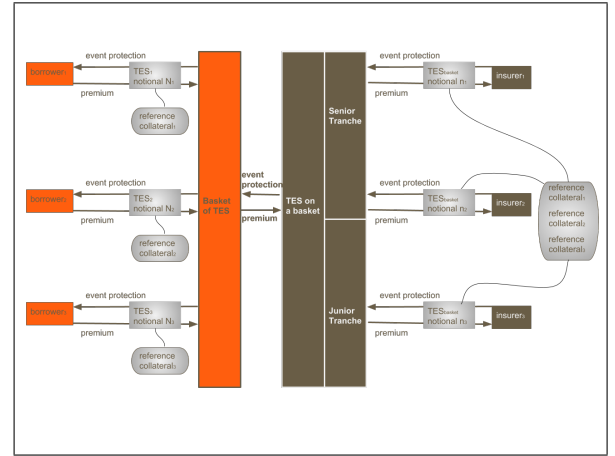 event protection
borrower₁
TES₁
notional N₁
premium
reference
collateral₁
event protection
borrower₂
TES₂
notional N₂
premium
reference
collateral₂
event protection
borrower₃
TES₃
notional N₃
premium
reference
collateral₃
Basket
of TES
event
protection
premium
TES on
a basket
Senior
Tranche
Junior
Tranche
event protection
TESbasket
notional n₁
insurer₁
premium
event protection
TESbasket
notional n₂
insurer₂
premium
event protection
TESbasket
notional n₃
insurer₃
premium
reference
collateral₁
reference
collateral₂
reference
collateral₃